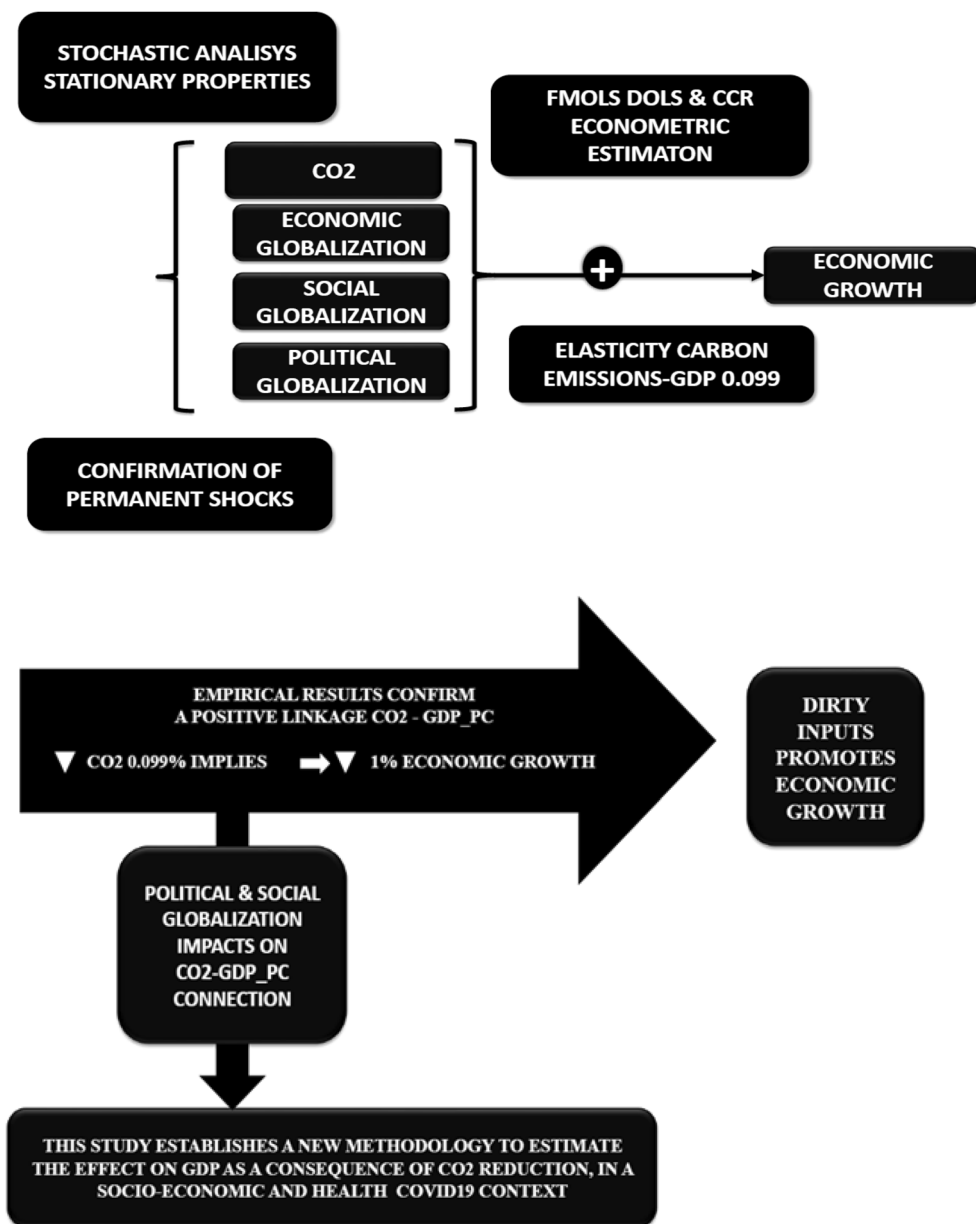 STOCHASTIC ANALISYS
STATIONARY PROPERTIES
FMOLS DOLS & CCR
ECONOMETRIC
ESTIMATON
CO2
ECONOMIC
GLOBALIZATION
SOCIAL
GLOBALIZATION
POLITICAL
GLOBALIZATION
+
ECONOMIC
GROWTH
ELASTICITY CARBON
EMISSIONS-GDP 0.099
CONFIRMATION OF
PERMANENT SHOCKS
EMPIRICAL RESULTS CONFIRM
A POSITIVE LINKAGE CO2 - GDP_PC
▼ CO2 0.099% IMPLIES ➡ ▼ 1% ECONOMIC GROWTH
DIRTY
INPUTS
PROMOTES
ECONOMIC
GROWTH
POLITICAL & SOCIAL
GLOBALIZATION
IMPACTS ON
CO2-GDP_PC
CONNECTION
THIS STUDY ESTABLISHES A NEW METHODOLOGY TO ESTIMATE
THE EFFECT ON GDP AS A CONSEQUENCE OF CO2 REDUCTION, IN A
SOCIO-ECONOMIC AND HEALTH COVID19 CONTEXT